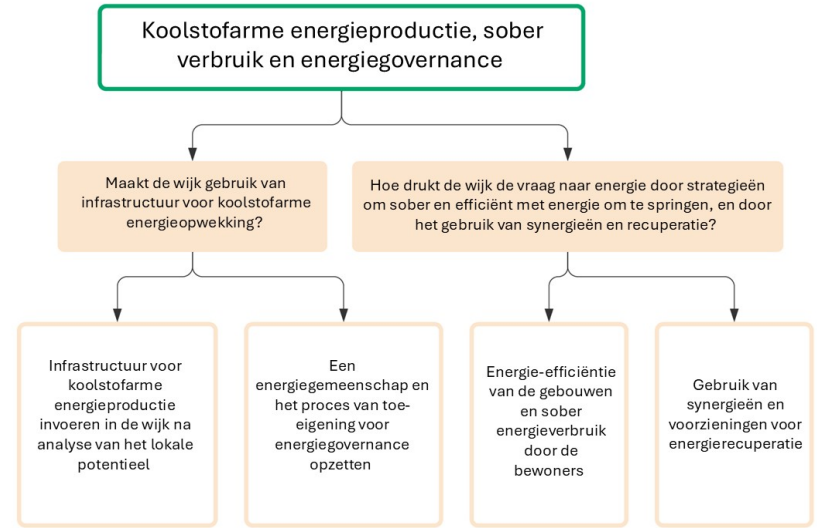 Koolstofarme energieproductie, sober
verbruik en energiegovernance
Maakt de wijk gebruik van
infrastructuur voor koolstofarme
energieopwekking?
Hoe drukt de wijk de vraag naar energie door strategieën
om sober en efficiënt met energie om te springen, en door
het gebruik van synergieën en recuperatie?
Infrastructuur voor
koolstofarme
energieproductie
invoeren in de wijk na
analyse van het lokale
potentieel
Een
energiegemeenschap en
het proces van toe-
eigening voor
energiegovernance
opzetten
Energie-efficiëntie
van de gebouwen
en sober
energieverbruik
door de
bewoners
Gebruik van
synergieën en
voorzieningen voor
energierecuperatie